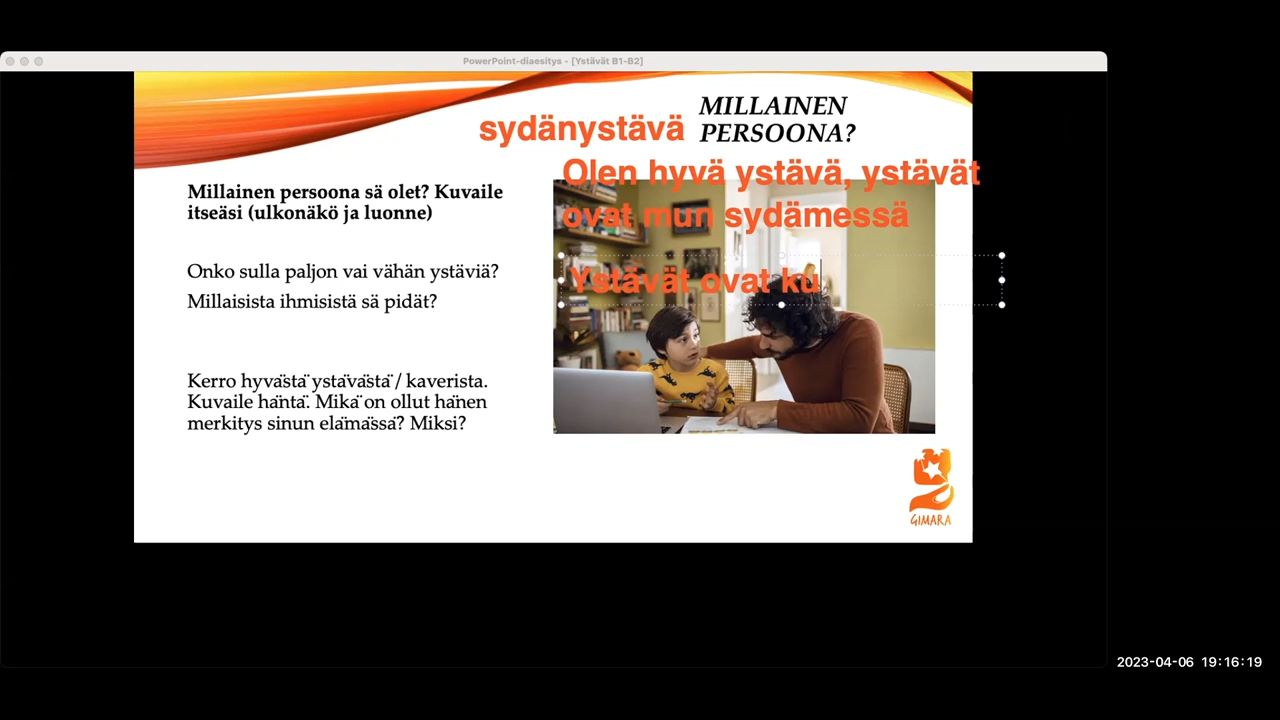 PowerPoint-diaesitys - [Ystävät B1-B2]
MILLAINEN
PERSOONA?
sydänystävä
Olen hyvä ystävä, ystävät
ovat mun sydämessä
Ystävät ovat ku
Millainen persoona sä olet? Kuvaile
itseäsi (ulkonäkö ja luonne)
Onko sulla paljon vai vähän ystäviä?
Millaisista ihmisistä sä pidät?
Kerro hyvästä ystävästä / kaverista.
Kuvaile häntä. Mikä on ollut hänen
merkitys sinun elämässä? Miksi?
GIMARA
2023-04-06 19:16:19